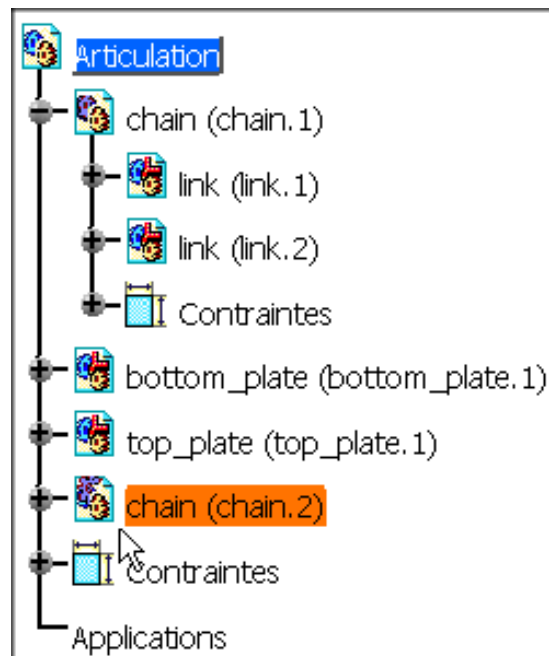 Articulation
chain (chain.1)
link (link.1)
link (link.2)
Contraintes
bottom_plate (bottom_plate.1)
top_plate (top_plate.1)
chain (chain.2)
Contraintes
Applications